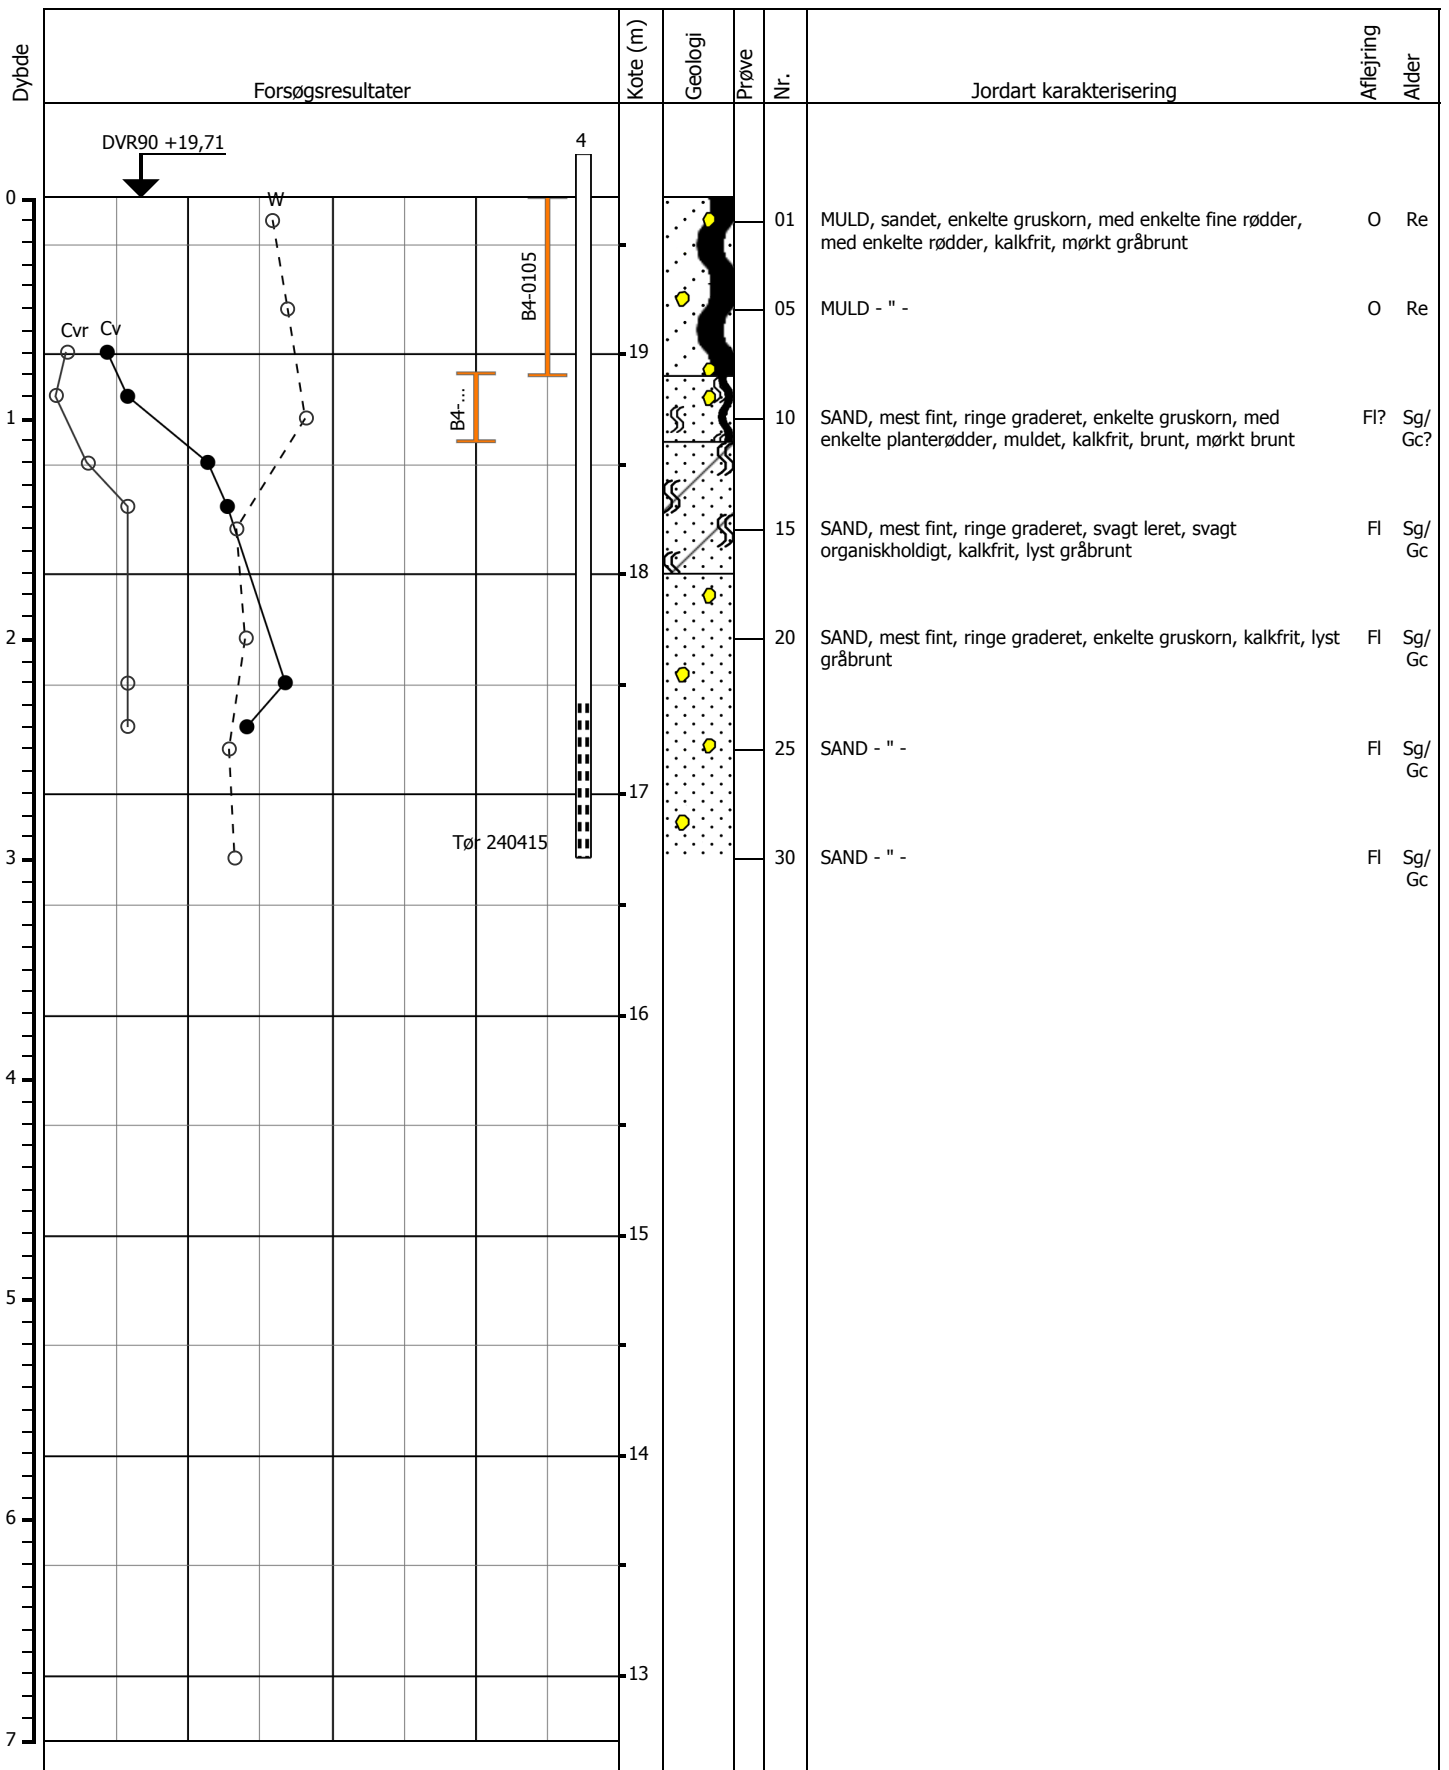 Dybde
Forsøgsresultater
Kote (m)
Geologi
Prøve
Nr.
Jordart karakterisering
Aflejring
Alder
DVR90 +19,71
4
W
Cvr
Cv
B4-0105
B4-...
Tør 240415
0
1
2
3
4
5
6
7
19
18
17
16
15
14
13
01 MULD, sandet, enkelte gruskorn, med enkelte fine rødder, O Re
med enkelte rødder, kalkfrit, mørkt gråbrunt
05 MULD - " - O Re
10 SAND, mest fint, ringe graderet, enkelte gruskorn, med Fl? Sg/
enkelte planterødder, muldet, kalkfrit, brunt, mørkt brunt Gc?
15 SAND, mest fint, ringe graderet, svagt leret, svagt Fl Sg/
organiskholdigt, kalkfrit, lyst gråbrunt Gc
20 SAND, mest fint, ringe graderet, enkelte gruskorn, kalkfrit, lyst Fl Sg/
gråbrunt Gc
25 SAND - " - Fl Sg/
Gc
30 SAND - " - Fl Sg/
Gc